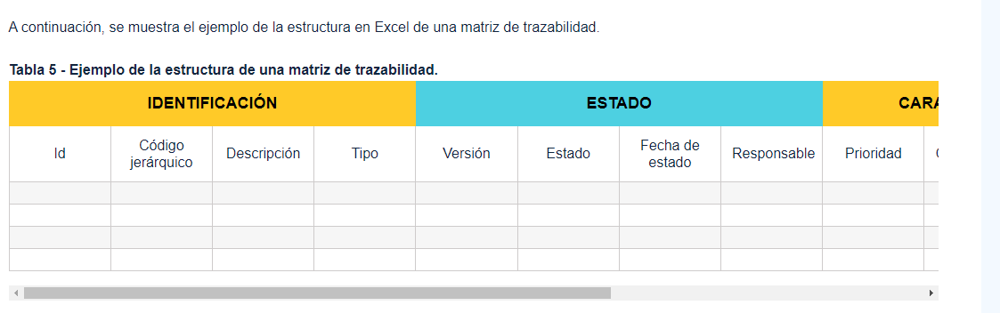 A continuación, se muestra el ejemplo de la estructura en Excel de una matriz de trazabilidad.
Tabla 5 - Ejemplo de la estructura de una matriz de trazabilidad.
IDENTIFICACIÓN ESTADO
Id Código jerárquico Descripción Tipo Versión Estado Fecha de estado Responsable Prioridad